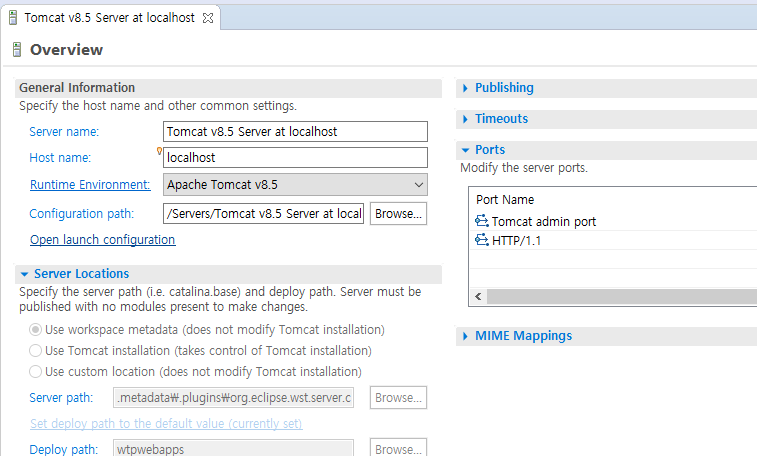 Tomcat v8.5 Server at localhost
Overview
General Information
Specify the host name and other common settings.
Server name: Tomcat v8.5 Server at localhost
Host name: localhost
Runtime Environment: Apache Tomcat v8.5
Configuration path: /Servers/Tomcat v8.5 Server at local Browse...
Open launch configuration
Server Locations
Specify the server path (i.e. catalina.base) and deploy path. Server must be
published with no modules present to make changes.
Use workspace metadata (does not modify Tomcat installation)
Use Tomcat installation (takes control of Tomcat installation)
Use custom location (does not modify Tomcat installation)
Server path: .metadata₩.plugins₩org.eclipse.wst.server.c Browse...
Set deploy path to the default value (currently set)
Deploy path: wtpwebapps Browse...
Publishing
Timeouts
Ports
Modify the server ports.
Port Name
Tomcat admin port
HTTP/1.1
MIME Mappings